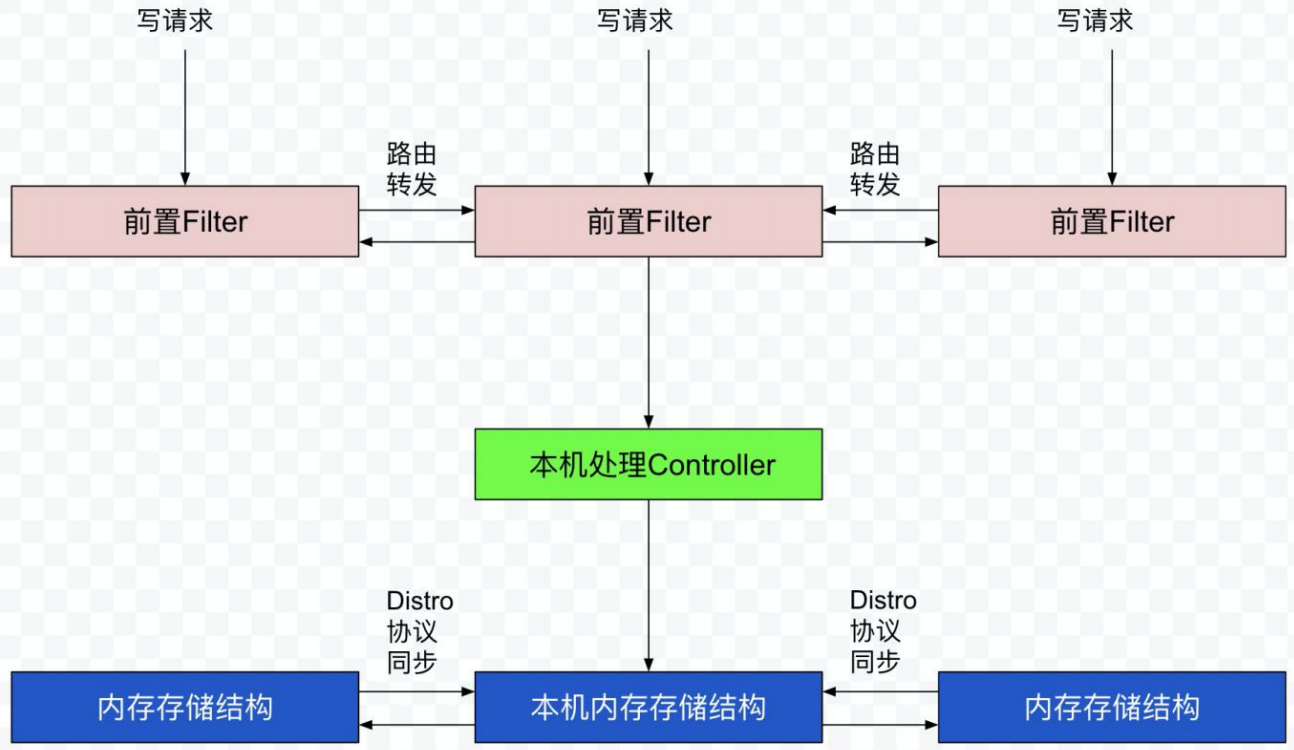 写请求
写请求
写请求
路由
转发
路由
转发
前置Filter
前置Filter
前置Filter
本机处理Controller
Distro
协议
同步
Distro
协议
同步
内存存储结构
本机内存存储结构
内存存储结构